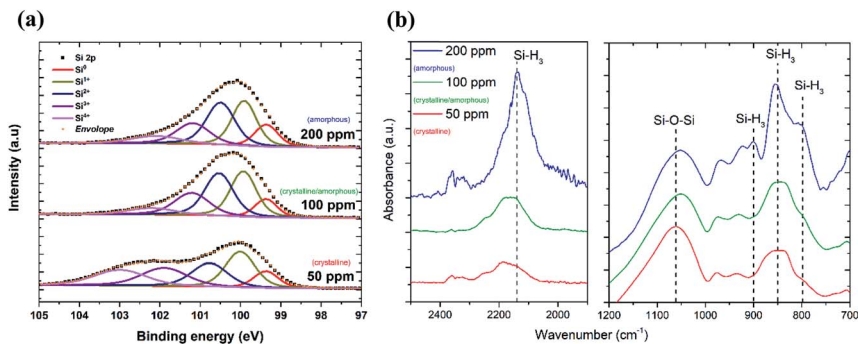 (a)
Si 2p
Si⁰
Si¹⁺
Si²⁺
Si³⁺
Si⁴⁺
Envolope
(amorphous)
200 ppm
(crystalline/amorphous)
100 ppm
(crystalline)
50 ppm
Intensity (a.u)
105 104 103 102 101 100 99 98 97
Binding energy (eV)
(b)
200 ppm
(amorphous)
100 ppm
(crystalline/amorphous)
50 ppm
(crystalline)
Si-H₃
Absorbance (a.u.)
2400 2200 2000
Si-O-Si
Si-H₃
Si-H₃
Si-H₃
1200 1100 1000 900 800 700
Wavenumber (cm⁻¹)